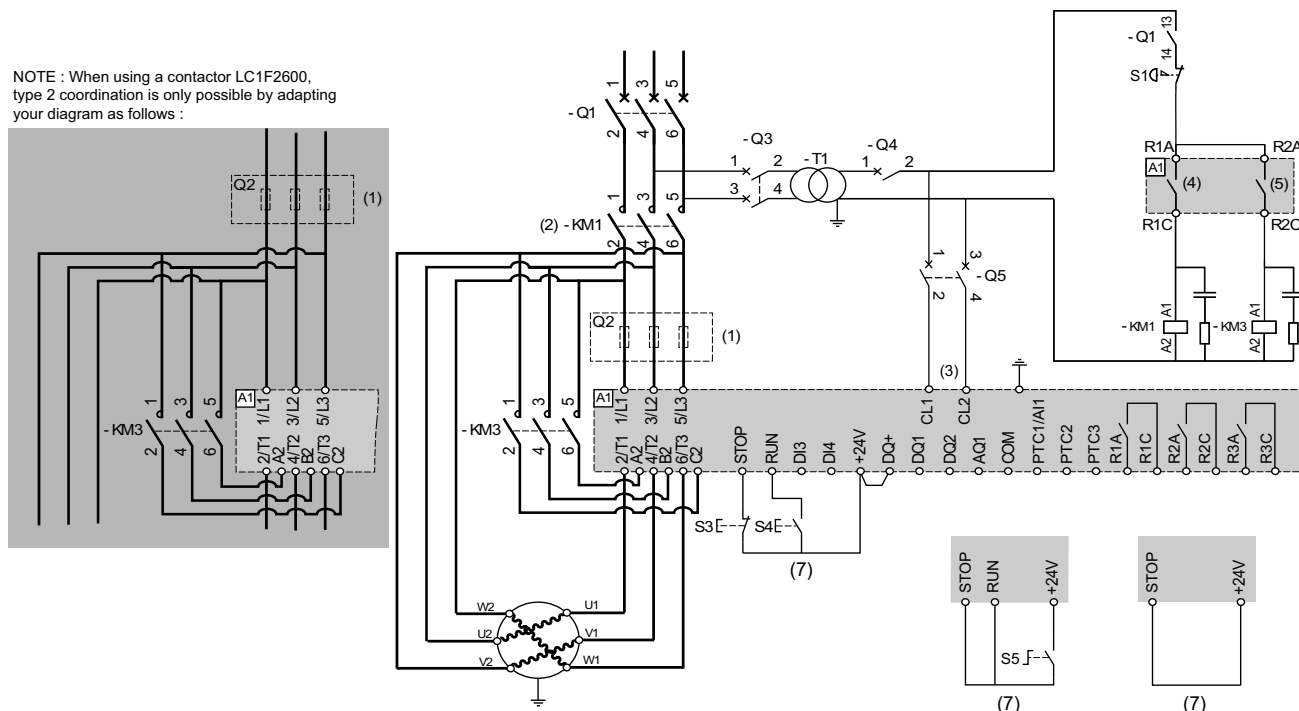 NOTE : When using a contactor LC1F2600,
type 2 coordination is only possible by adapting
your diagram as follows :
Q2
(1)
- KM3
1 3 5
2 4 6
A1
1/L1 3/L2 5/L3
2/T1 A2 4/T2 B2 6/T3 C2
1 3 5
- Q1
2 4 6
- Q3
1 2
3 4
- T1
- Q4
1 2
(2) - KM1
1 3 5
2 4 6
- Q5
1 3
2 4
13
- Q1
14
S1
R1A R2A
A1
(4) (5)
R1C R2C
- KM1 A1 A2
- KM3 A1 A2
Q2
(1)
(3)
- KM3
1 3 5
2 4 6
A1
1/L1 3/L2 5/L3
CL1 CL2
2/T1 A2 4/T2 B2 6/T3 C2
STOP RUN DI3 DI4 +24V DQ+ DQ1 DQ2 AQ1 COM PTC1/AI1 PTC2 PTC3 R1A R1C R2A R2C R3A R3C
S3 S4
(7)
W2 U1
U2 V1
V2 W1
STOP RUN +24V
S5
(7)
STOP +24V
(7)